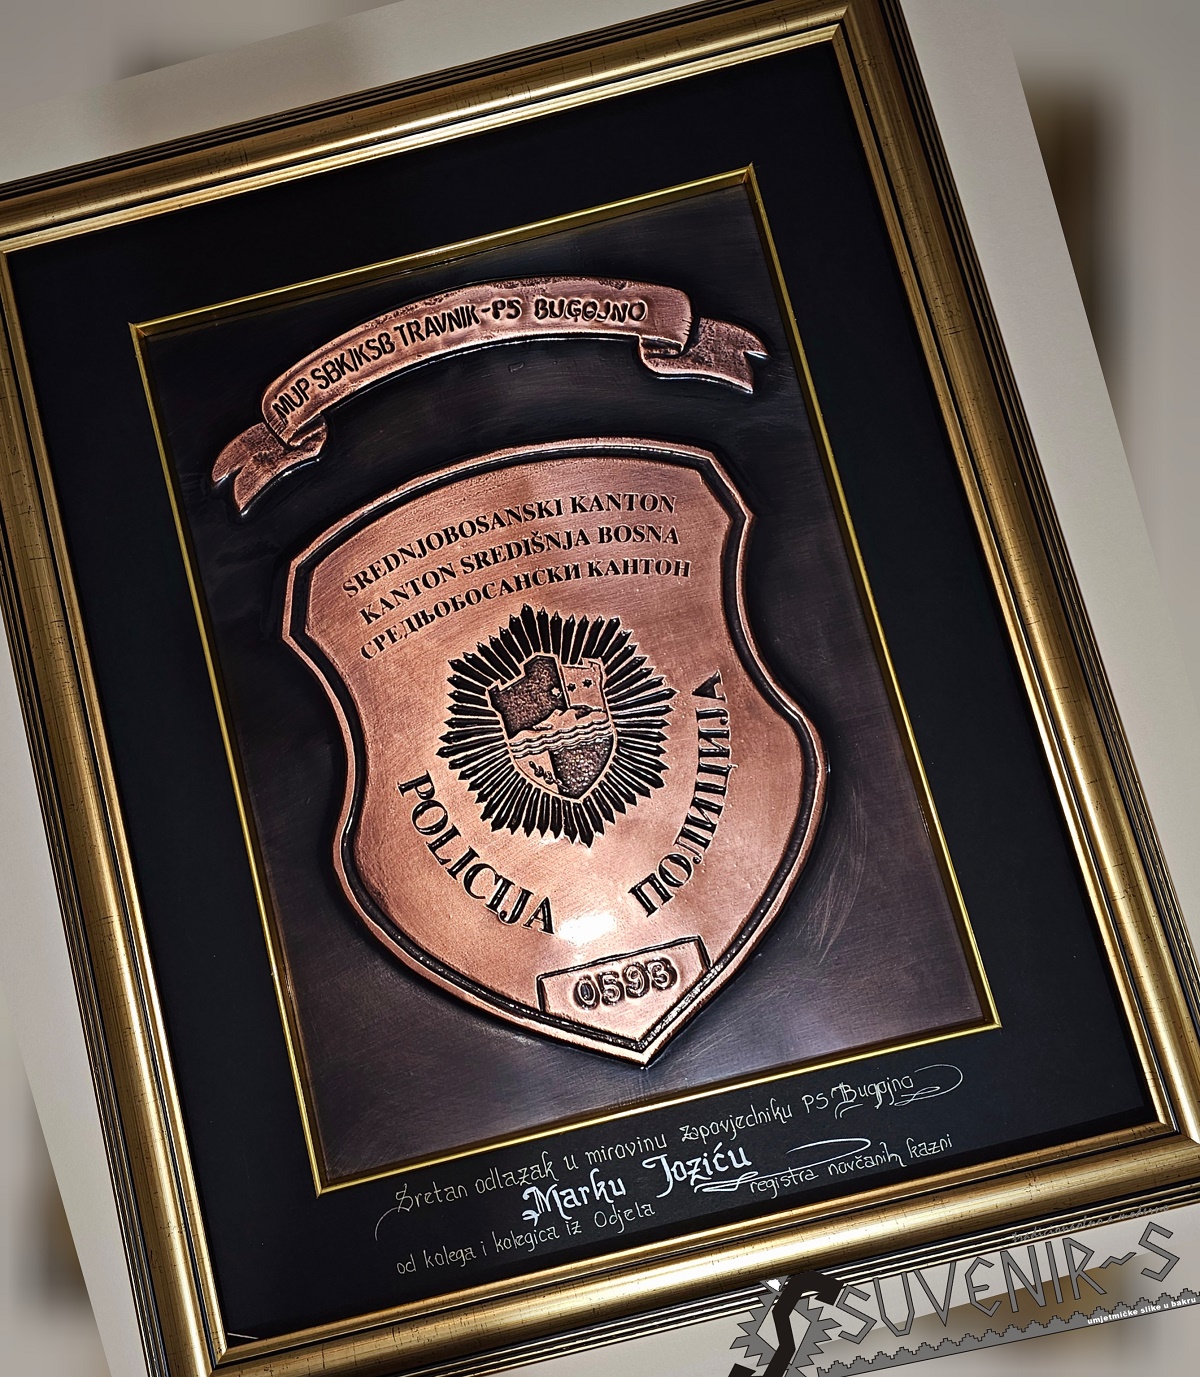 MUP SBK/KSB TRAVNIK-PS BUGOJNO
SREDNJOBOSANSKI KANTON
KANTON SREDIŠNJA BOSNA
СРЕДЊОБОСАНСКИ КАНТОН
POLICIJA
ПОЛИЦИЈА
0593
Sretan odlazak u mirovinu zapovjedniku PS Bugojno
Marku Joziću
od kolega i kolegica iz Odjela registra novčanih kazni
SUVENIR~S
umjetničke slike u bakru